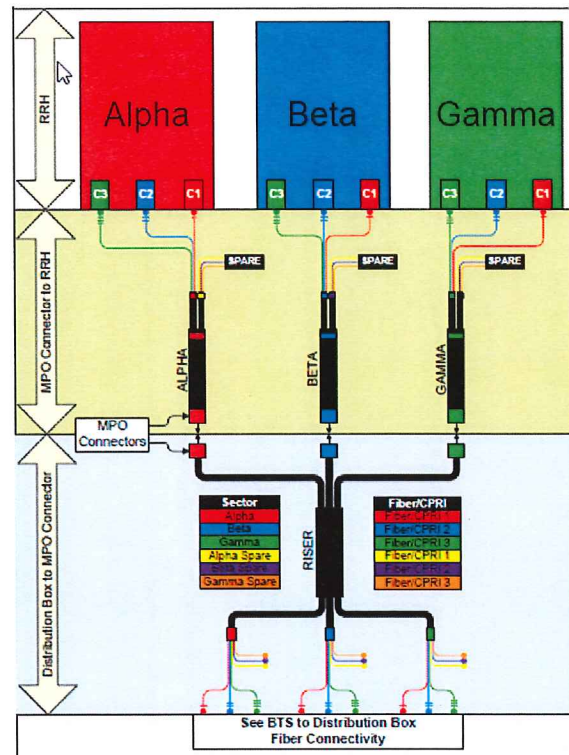 RRH
Alpha
Beta
Gamma
C3
C2
C1
C3
C2
C1
C3
C2
C1
MPO Connector to RRH
SPARE
SPARE
SPARE
ALPHA
BETA
GAMMA
MPO
Connectors
Distribution Box to MPO Connector
Sector
Alpha
Beta
Gamma
Alpha Spare
Beta Spare
Gamma Spare
RISER
Fiber/CPRI
Fiber/CPRI 1
Fiber/CPRI 2
Fiber/CPRI 3
Fiber/CPRI 1
Fiber/CPRI 2
Fiber/CPRI 3
See BTS to Distribution Box
Fiber Connectivity